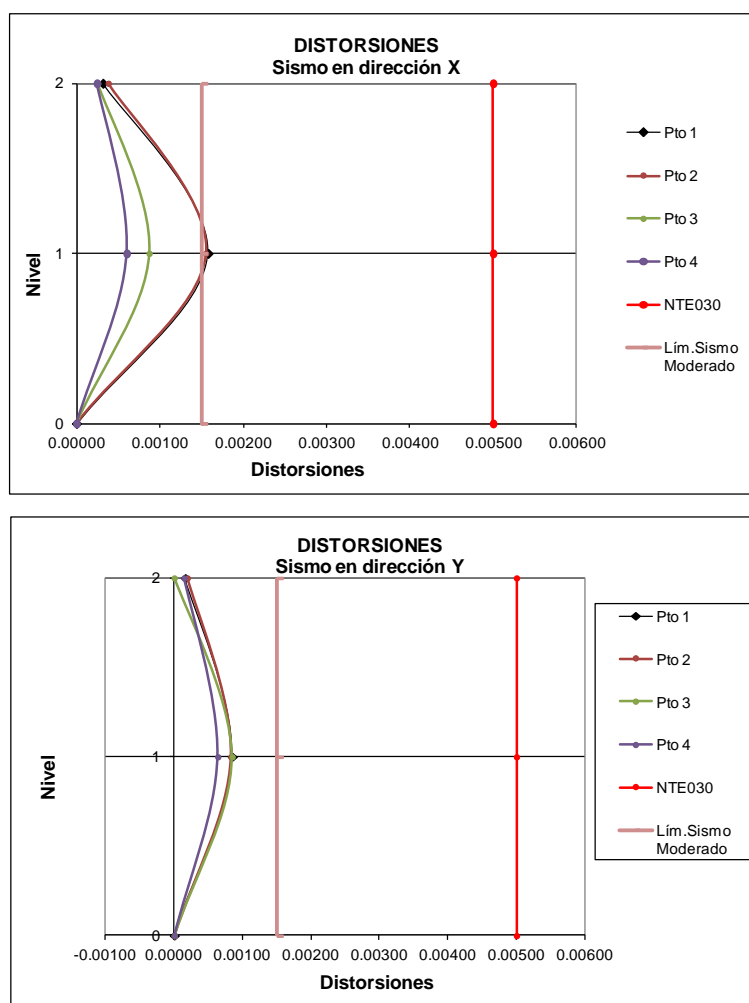 DISTORSIONES
Sismo en dirección X
2
1
0
Nivel
0.00000 0.00100 0.00200 0.00300 0.00400 0.00500 0.00600
Distorsiones
Pto 1
Pto 2
Pto 3
Pto 4
NTE030
Lím.Sismo
Moderado
DISTORSIONES
Sismo en dirección Y
2
1
0
Nivel
-0.00100 0.00000 0.00100 0.00200 0.00300 0.00400 0.00500 0.00600
Distorsiones
Pto 1
Pto 2
Pto 3
Pto 4
NTE030
Lím.Sismo
Moderado